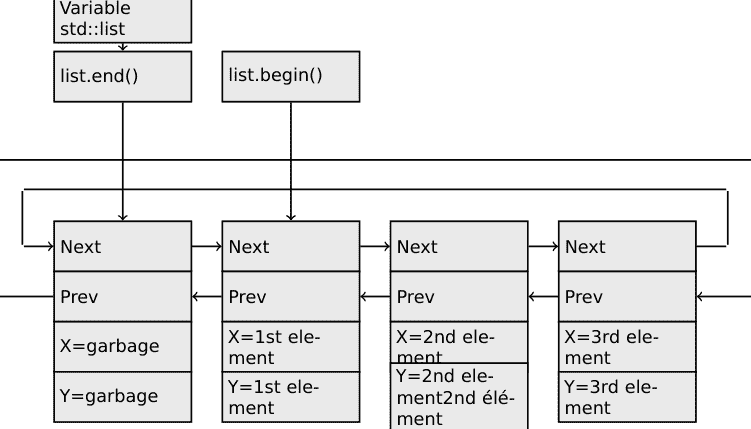 Variable
std::list
list.end()
list.begin()
Next
Next
Next
Next
Prev
Prev
Prev
Prev
X=garbage
X=1st ele-
ment
X=2nd ele-
ment
X=3rd ele-
ment
Y=garbage
Y=1st ele-
ment
Y=2nd ele-
ment2nd élé-
ment
Y=3rd ele-
ment